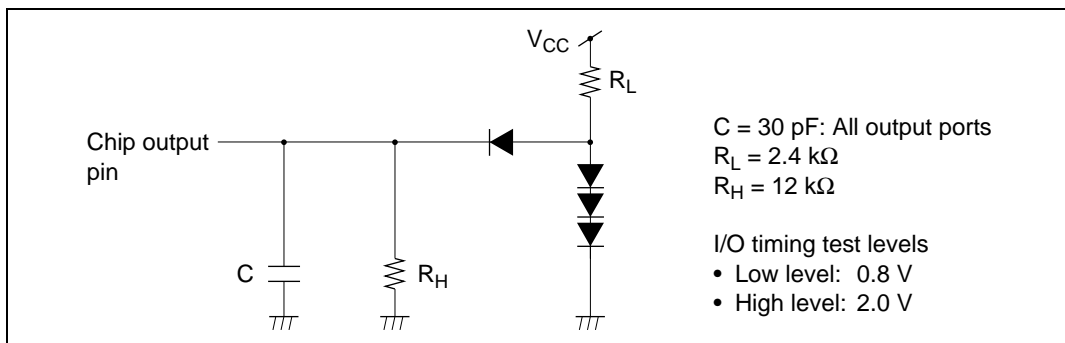 VCC
RL
Chip output
pin
C
RH
C = 30 pF: All output ports
RL = 2.4 kΩ
RH = 12 kΩ
I/O timing test levels
• Low level: 0.8 V
• High level: 2.0 V